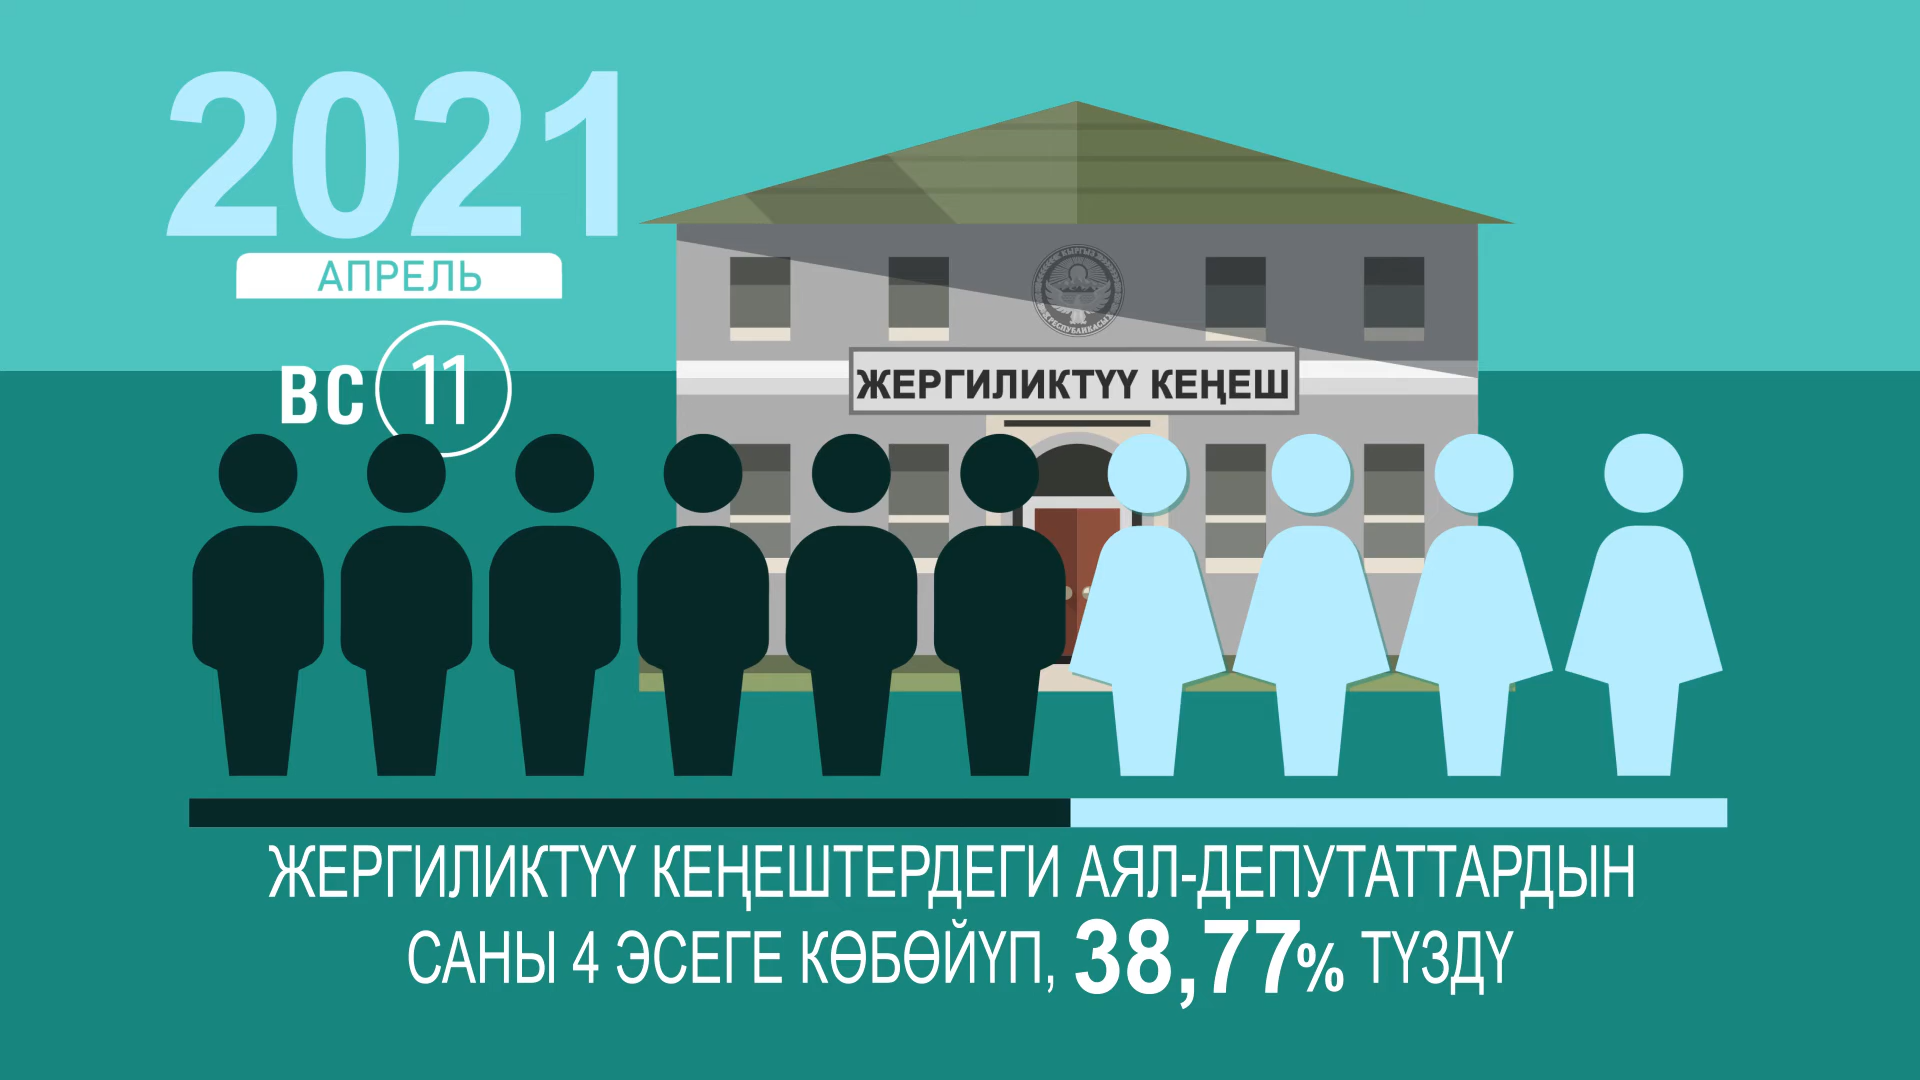 2021
АПРЕЛЬ
ВС 11
ЖЕРГИЛИКТҮҮ КЕҢЕШ
ЖЕРГИЛИКТҮҮ КЕҢЕШТЕРДЕГИ АЯЛ-ДЕПУТАТТАРДЫН
САНЫ 4 ЭСЕГЕ КӨБӨЙҮП, 38,77% ТҮЗДҮ